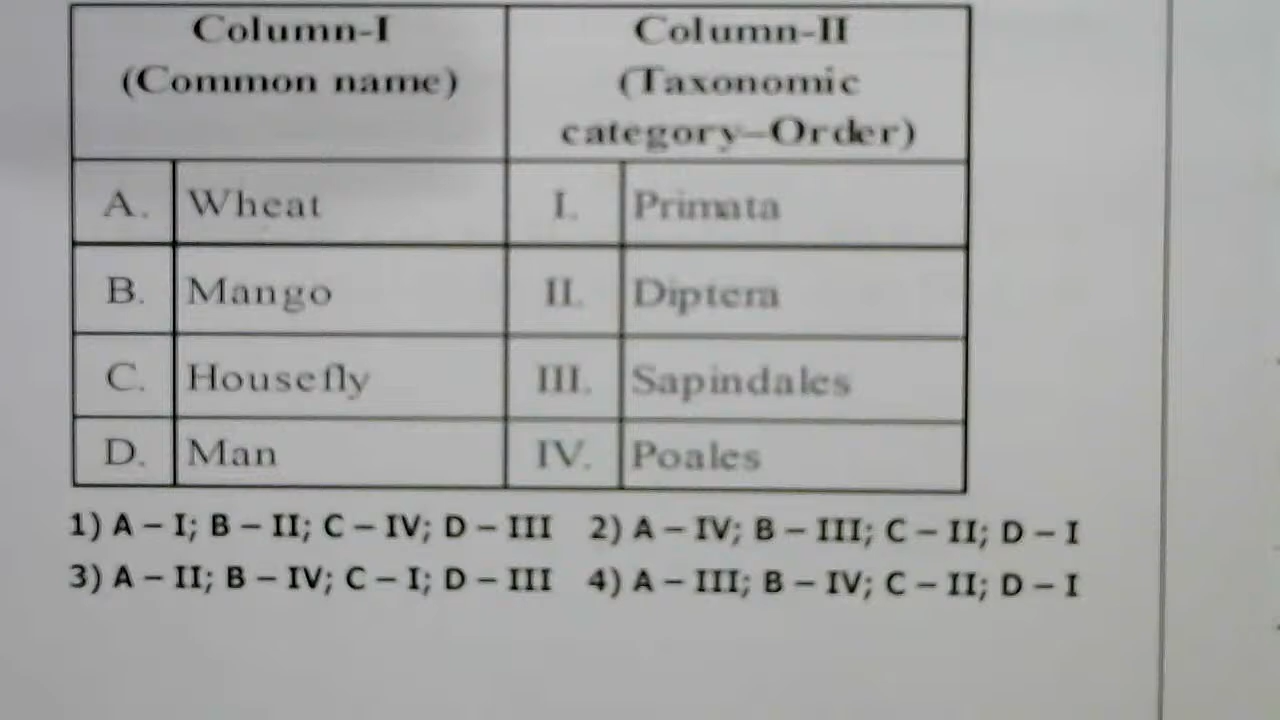 Column-I
(Common name)
Column-II
(Taxonomic
category–Order)
A. Wheat I. Primata
B. Mango II. Diptera
C. Housefly III. Sapindales
D. Man IV. Poales
1) A – I; B – II; C – IV; D – III 2) A – IV; B – III; C – II; D – I
3) A – II; B – IV; C – I; D – III 4) A – III; B – IV; C – II; D – I